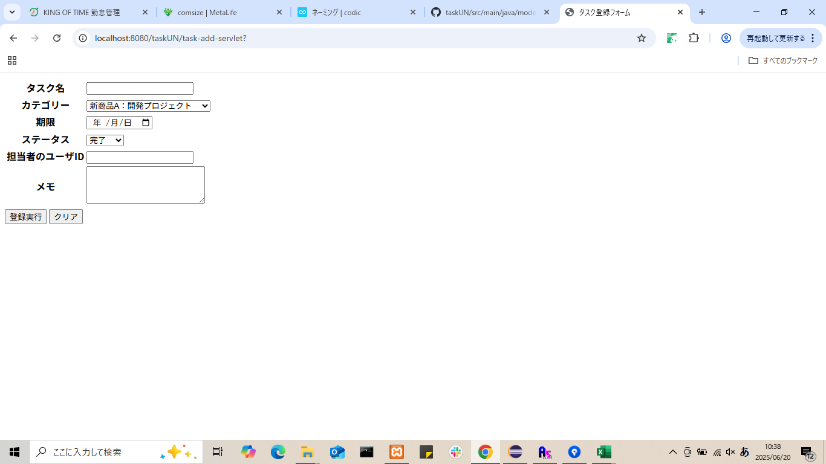 KING OF TIME 勤怠管理
comsize | MetaLife
ネーミング | codic
taskUN/src/main/java/mode
タスク登録フォーム
localhost:8080/taskUN/task-add-servlet?
再起動して更新する
すべてのブックマーク
タスク名
カテゴリー 新商品A：開発プロジェクト
期限 年 /月/日
ステータス 完了
担当者のユーザID
メモ
登録実行 クリア
ここに入力して検索
あ
10:38
2025/06/20
12